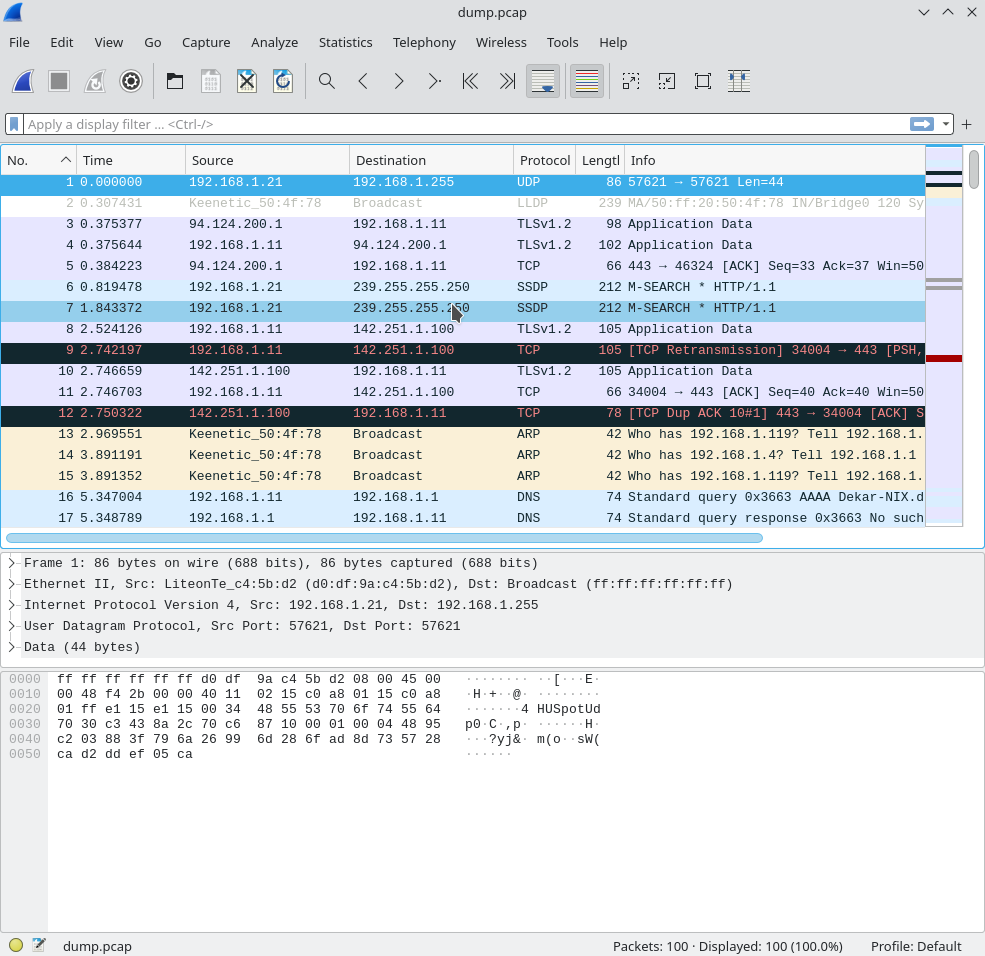 dump.pcap
File Edit View Go Capture Analyze Statistics Telephony Wireless Tools Help
Apply a display filter ... <Ctrl-/>
No. Time Source Destination Protocol Lengtl Info
1 0.000000 192.168.1.21 192.168.1.255 UDP 86 57621 → 57621 Len=44
2 0.307431 Keenetic_50:4f:78 Broadcast LLDP 239 MA/50:ff:20:50:4f:78 IN/Bridge0 120 Sy
3 0.375377 94.124.200.1 192.168.1.11 TLSv1.2 98 Application Data
4 0.375644 192.168.1.11 94.124.200.1 TLSv1.2 102 Application Data
5 0.384223 94.124.200.1 192.168.1.11 TCP 66 443 → 46324 [ACK] Seq=33 Ack=37 Win=50
6 0.819478 192.168.1.21 239.255.255.250 SSDP 212 M-SEARCH * HTTP/1.1
7 1.843372 192.168.1.21 239.255.255.250 SSDP 212 M-SEARCH * HTTP/1.1
8 2.524126 192.168.1.11 142.251.1.100 TLSv1.2 105 Application Data
9 2.742197 192.168.1.11 142.251.1.100 TCP 105 [TCP Retransmission] 34004 → 443 [PSH,
10 2.746659 142.251.1.100 192.168.1.11 TLSv1.2 105 Application Data
11 2.746703 192.168.1.11 142.251.1.100 TCP 66 34004 → 443 [ACK] Seq=40 Ack=40 Win=50
12 2.750322 142.251.1.100 192.168.1.11 TCP 78 [TCP Dup ACK 10#1] 443 → 34004 [ACK] S
13 2.969551 Keenetic_50:4f:78 Broadcast ARP 42 Who has 192.168.1.119? Tell 192.168.1.
14 3.891191 Keenetic_50:4f:78 Broadcast ARP 42 Who has 192.168.1.4? Tell 192.168.1.1
15 3.891352 Keenetic_50:4f:78 Broadcast ARP 42 Who has 192.168.1.119? Tell 192.168.1.
16 5.347004 192.168.1.11 192.168.1.1 DNS 74 Standard query 0x3663 AAAA Dekar-NIX.d
17 5.348789 192.168.1.1 192.168.1.11 DNS 74 Standard query response 0x3663 No such
Frame 1: 86 bytes on wire (688 bits), 86 bytes captured (688 bits)
Ethernet II, Src: LiteonTe_c4:5b:d2 (d0:df:9a:c4:5b:d2), Dst: Broadcast (ff:ff:ff:ff:ff:ff)
Internet Protocol Version 4, Src: 192.168.1.21, Dst: 192.168.1.255
User Datagram Protocol, Src Port: 57621, Dst Port: 57621
Data (44 bytes)
0000 ff ff ff ff ff ff d0 df 9a c4 5b d2 08 00 45 00 ········ ··[···E·
0010 00 48 f4 2b 00 00 40 11 02 15 c0 a8 01 15 c0 a8 ·H·+··@· ········
0020 01 ff e1 15 e1 15 00 34 48 55 53 70 6f 74 55 64 ·······4 HUSpotUd
0030 70 30 c3 43 8a 2c 70 c6 87 10 00 01 00 04 48 95 p0·C·,p· ······H·
0040 c2 03 88 3f 79 6a 26 99 6d 28 6f ad 8d 73 57 28 ···?yj&· m(o··sW(
0050 ca d2 dd ef 05 ca ······
dump.pcap Packets: 100 · Displayed: 100 (100.0%) Profile: Default